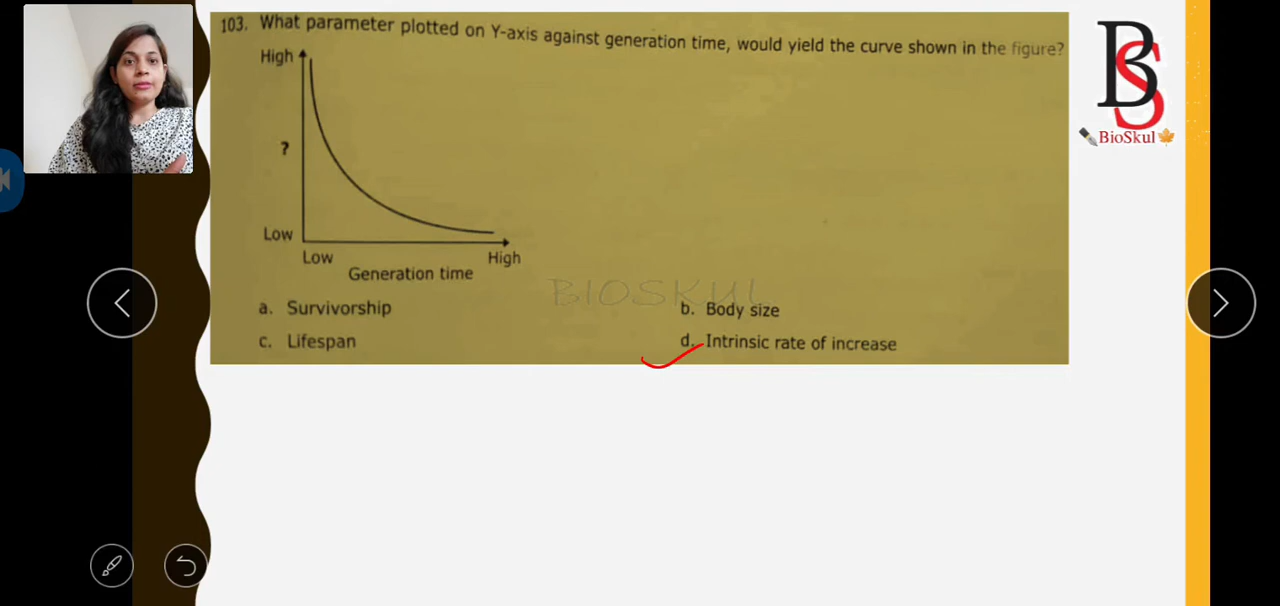 103. What parameter plotted on Y-axis against generation time, would yield the curve shown in the figure?
High
?
Low
Low High
Generation time
a. Survivorship b. Body size
c. Lifespan d. Intrinsic rate of increase
BIOSKUL
BS
BioSkul